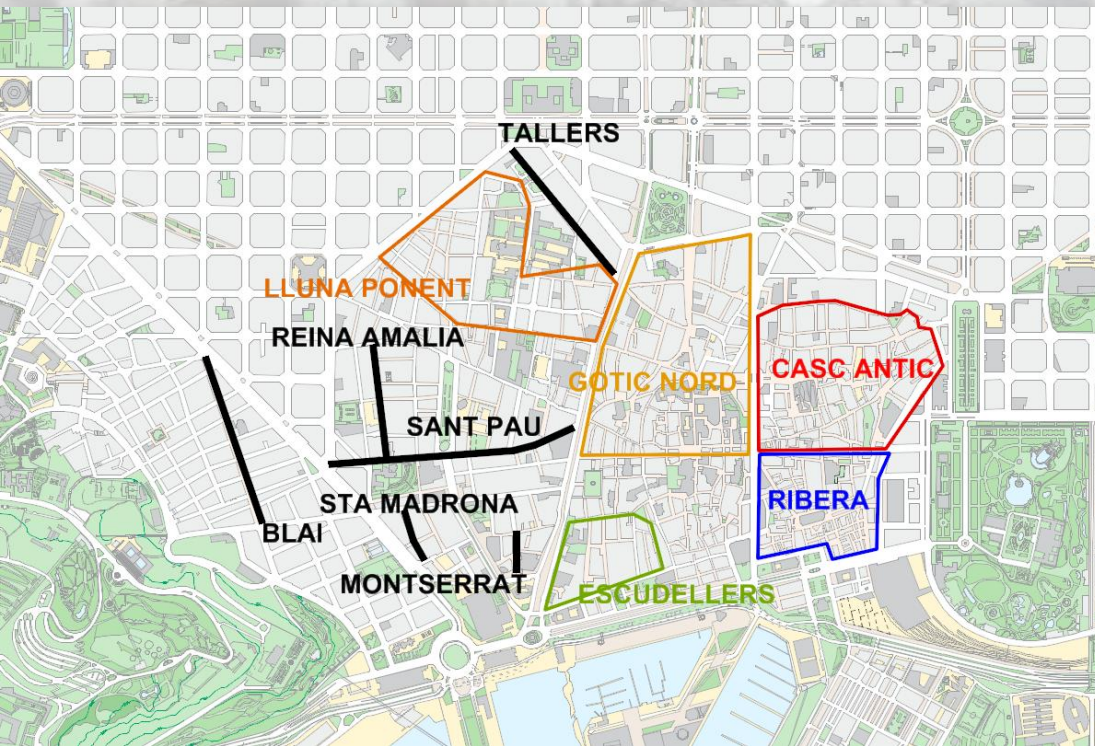 TALLERS
LLUNA PONENT
REINA AMALIA
GOTIC NORD
CASC ANTIC
SANT PAU
STA MADRONA
RIBERA
BLAI
MONTSERRAT
ESCUDELLERS